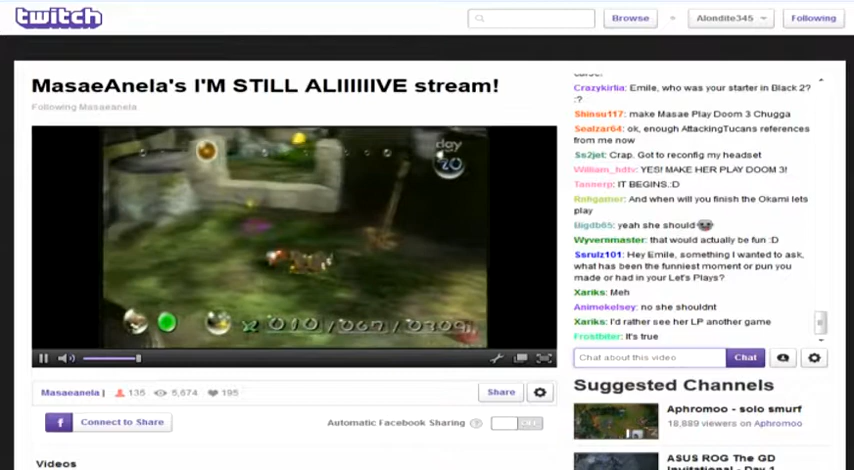 twitch
Browse
Alondite345
Following
MasaeAnela's I'M STILL ALIIIIIIVE stream!
Following Masaeanela
day
20
010/067/0309
Crazykirlia: Emile, who was your starter in Black 2?
:?
Shinsu117: make Masae Play Doom 3 Chugga
Sealzar64: ok, enough AttackingTucans references
from me now
Ss2jet: Crap. Got to reconfig my headset
William_hdtv: YES! MAKE HER PLAY DOOM 3!
Tannerp: IT BEGINS.:D
Rnhgamer: And when will you finish the Okami lets
play
yeah she should
Wyvernmaster: that would actually be fun :D
Ssrulz101: Hey Emile, something I wanted to ask,
what has been the funniest moment or pun you
made or had in your Let's Plays?
Xariks: Meh
Animekelsey: no she shouldnt
Xariks: I'd rather see her LP another game
Frostbiter: It's true
Chat about this video
Chat
Masaeanela |
135
5,674
195
Share
f Connect to Share
Automatic Facebook Sharing ?
OFF
Videos
Suggested Channels
Aphromoo - solo smurf
18,889 viewers on Aphromoo
ASUS ROG The GD
Invitational - Day 1